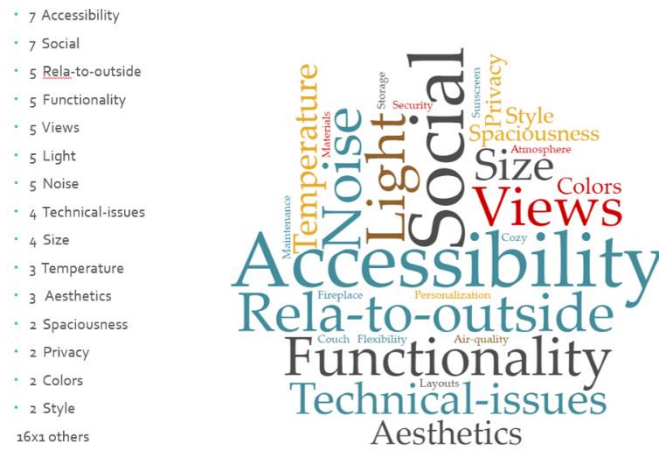 • 7 Accessibility
• 7 Social
• 5 Rela-to-outside
• 5 Functionality
• 5 Views
• 5 Light
• 5 Noise
• 4 Technical-issues
• 4 Size
• 3 Temperature
• 3 Aesthetics
• 2 Spaciousness
• 2 Privacy
• 2 Colors
• 2 Style
16x1 others
Maintenance
Temperature
Materials
Noise
Storage
Light
Security
Social
Sunscreen
Privacy
Style
Spaciousness
Atmosphere
Size
Colors
Views
Cozy
Accessibility
Fireplace
Personalization
Rela-to-outside
Couch
Flexibility
Air-quality
Functionality
Layouts
Technical-issues
Aesthetics